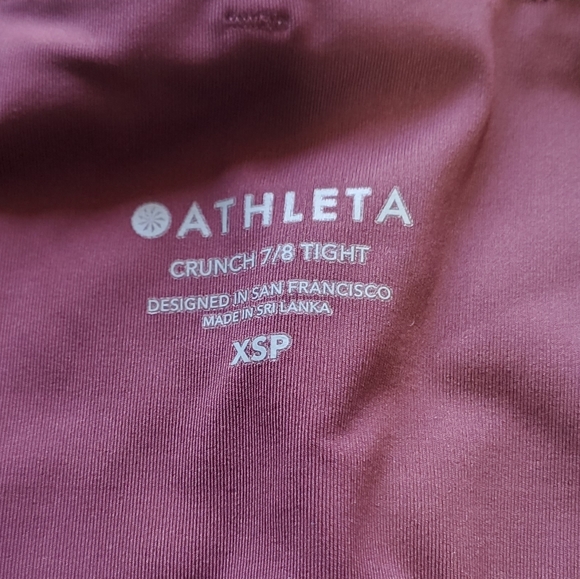 ATHLETA
CRUNCH 7/8 TIGHT
DESIGNED IN SAN FRANCISCO
MADE IN SRI LANKA
XSP